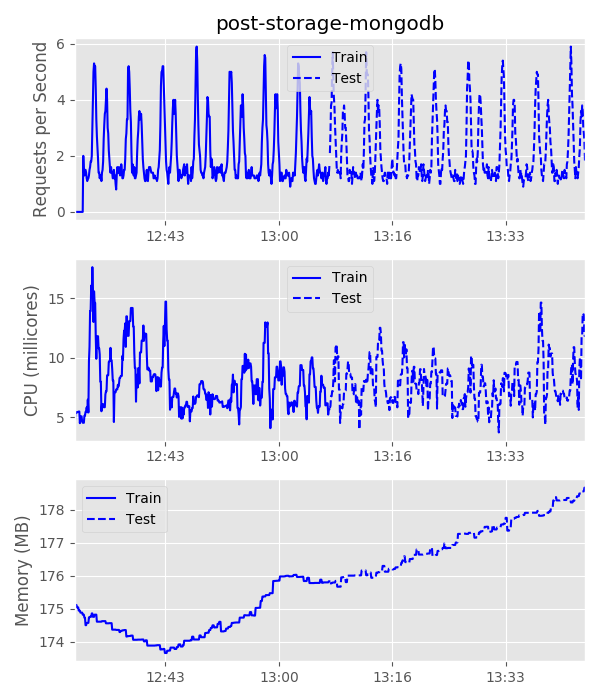 post-storage-mongodb
Requests per Second
6
4
2
0
Train
Test
12:43
13:00
13:16
13:33
CPU (millicores)
15
10
5
Train
Test
12:43
13:00
13:16
13:33
Memory (MB)
178
177
176
175
174
Train
Test
12:43
13:00
13:16
13:33